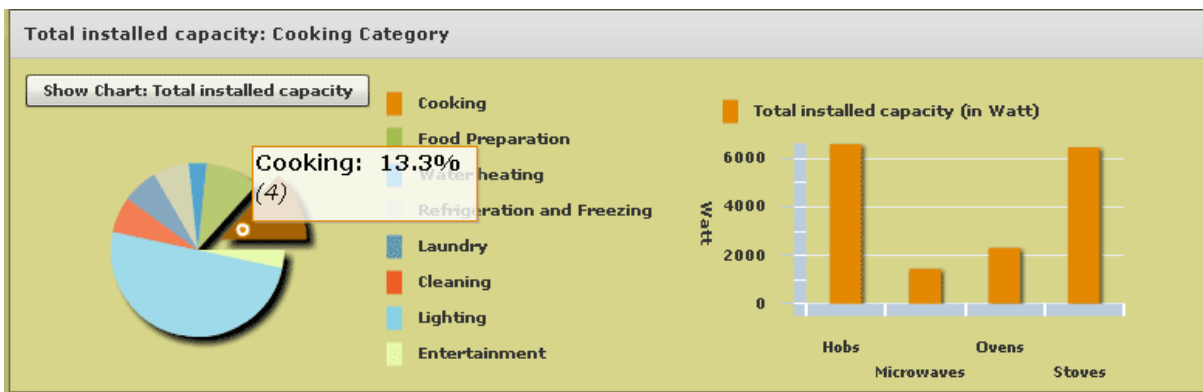 Total installed capacity: Cooking Category
Show Chart: Total installed capacity
Cooking
Food Preparation
Water heating
Refrigeration and Freezing
Laundry
Cleaning
Lighting
Entertainment
Cooking: 13.3%
(4)
Total installed capacity (in Watt)
6000
4000
2000
0
Watt
Hobs
Microwaves
Ovens
Stoves